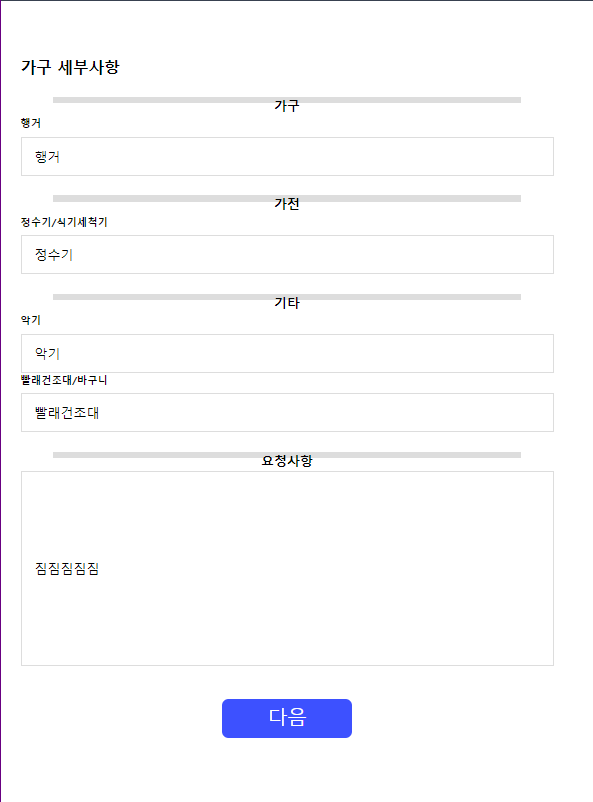 가구 세부사항
가구
행거
행거
가전
정수기/식기세척기
정수기
기타
악기
악기
빨래건조대/바구니
빨래건조대
요청사항
짐짐짐짐짐
다음